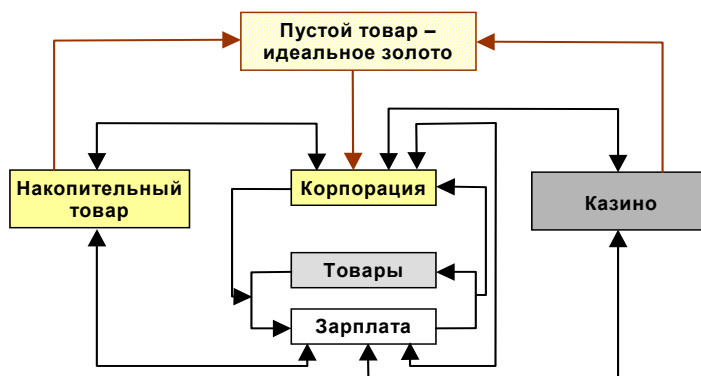 Пустой товар –
идеальное золото
Накопительный
товар
Корпорация
Казино
Товары
Зарплата